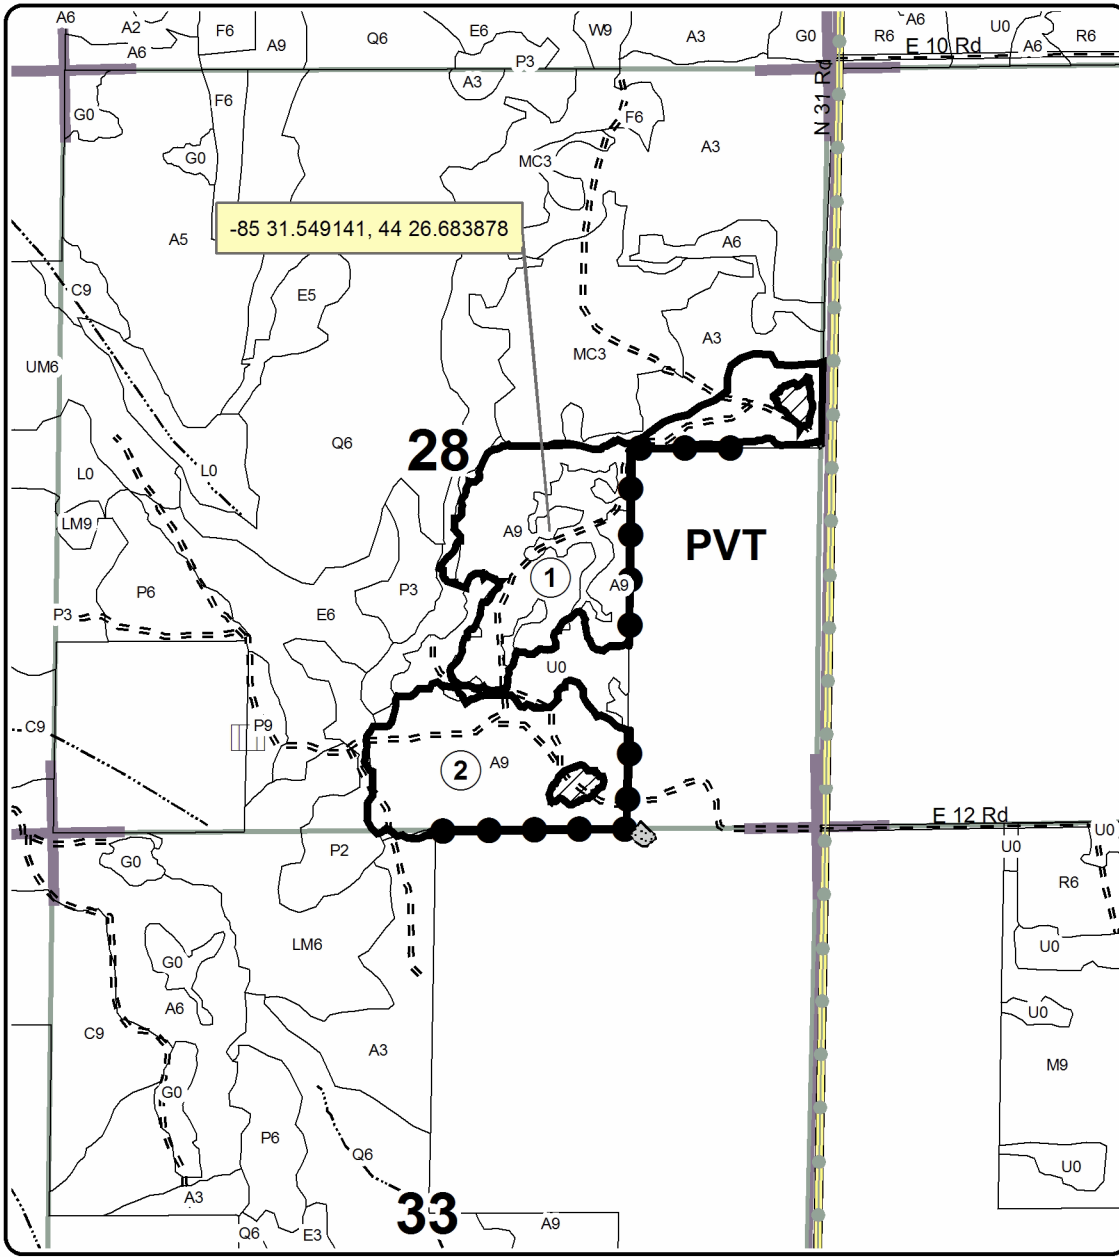 A6
A2
F6
A9
Q6
E6
W9
A3
G0
R6
A6
U0
R6
A6
P3
E 10 Rd
A6
A3
N 31 Rd
G0
F6
F6
G0
MC3
A3
-85 31.549141, 44 26.683878
A5
A6
C9
E5
UM6
MC3
A3
Q6
28
L0
L0
LM9
A9
PVT
P6
P3
1
A9
P3
E6
U0
C9
P9
2
A9
E 12 Rd
U0
U0
G0
P2
R6
G0
LM6
U0
A6
U0
C9
A3
M9
G0
P6
Q6
U0
A3
33
A9
Q6
E3